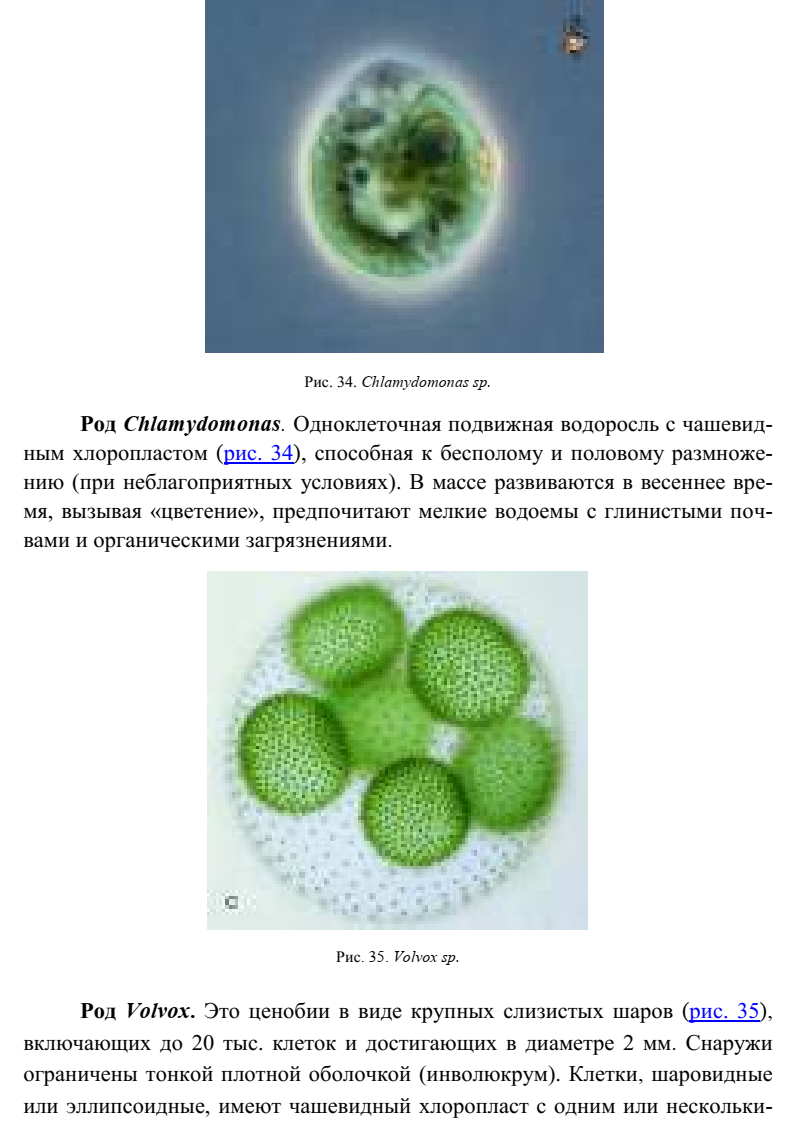 Рис. 34. Chlamydomonas sp.
Род Chlamydomonas. Одноклеточная подвижная водоросль с чашевид-
ным хлоропластом (рис. 34), способная к бесполому и половому размноже-
нию (при неблагоприятных условиях). В массе развиваются в весеннее вре-
мя, вызывая «цветение», предпочитают мелкие водоемы с глинистыми поч-
вами и органическими загрязнениями.
C
Рис. 35. Volvox sp.
Род Volvox. Это ценобии в виде крупных слизистых шаров (рис. 35),
включающих до 20 тыс. клеток и достигающих в диаметре 2 мм. Снаружи
ограничены тонкой плотной оболочкой (инволюкрум). Клетки, шаровидные
или эллипсоидные, имеют чашевидный хлоропласт с одним или нескольки-